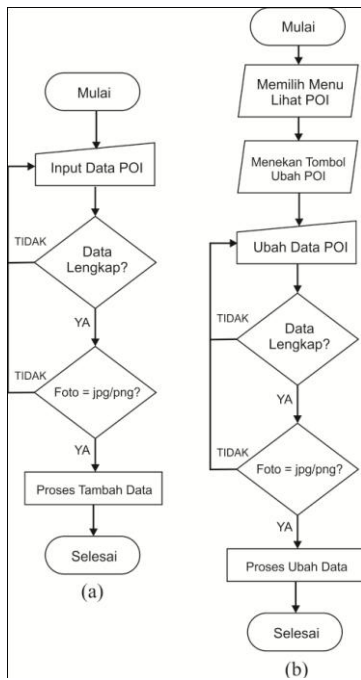 Mulai
Input Data POI
TIDAK
Data
Lengkap?
YA
TIDAK
Foto = jpg/png?
YA
Proses Tambah Data
Selesai
(a)
Mulai
Memilih Menu
Lihat POI
Menekan Tombol
Ubah POI
Ubah Data POI
TIDAK
Data
Lengkap?
YA
TIDAK
Foto = jpg/png?
YA
Proses Ubah Data
Selesai
(b)